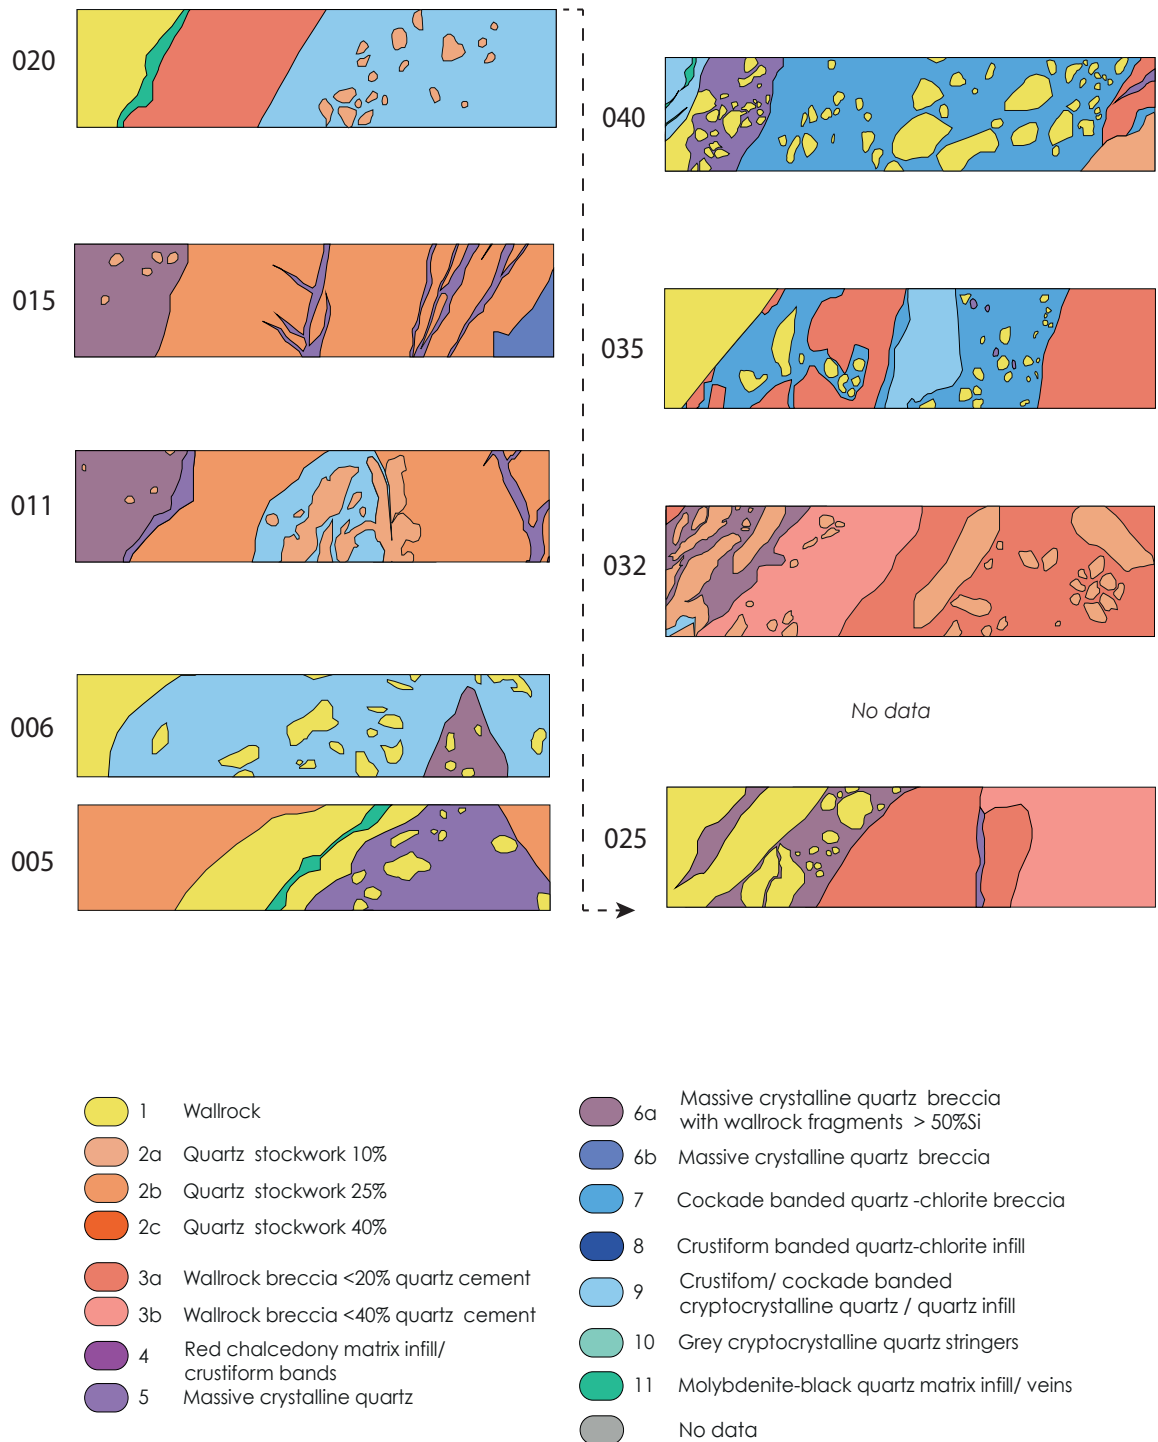 020
015
011
006
005
040
035
032
No data
025
1 Wallrock
2a Quartz stockwork 10%
2b Quartz stockwork 25%
2c Quartz stockwork 40%
3a Wallrock breccia <20% quartz cement
3b Wallrock breccia <40% quartz cement
4 Red chalcedony matrix infill/
crustiform bands
5 Massive crystalline quartz
6a Massive crystalline quartz breccia
with wallrock fragments > 50%Si
6b Massive crystalline quartz breccia
7 Cockade banded quartz -chlorite breccia
8 Crustiform banded quartz-chlorite infill
9 Crustifom/ cockade banded
cryptocrystalline quartz / quartz infill
10 Grey cryptocrystalline quartz stringers
11 Molybdenite-black quartz matrix infill/ veins
No data